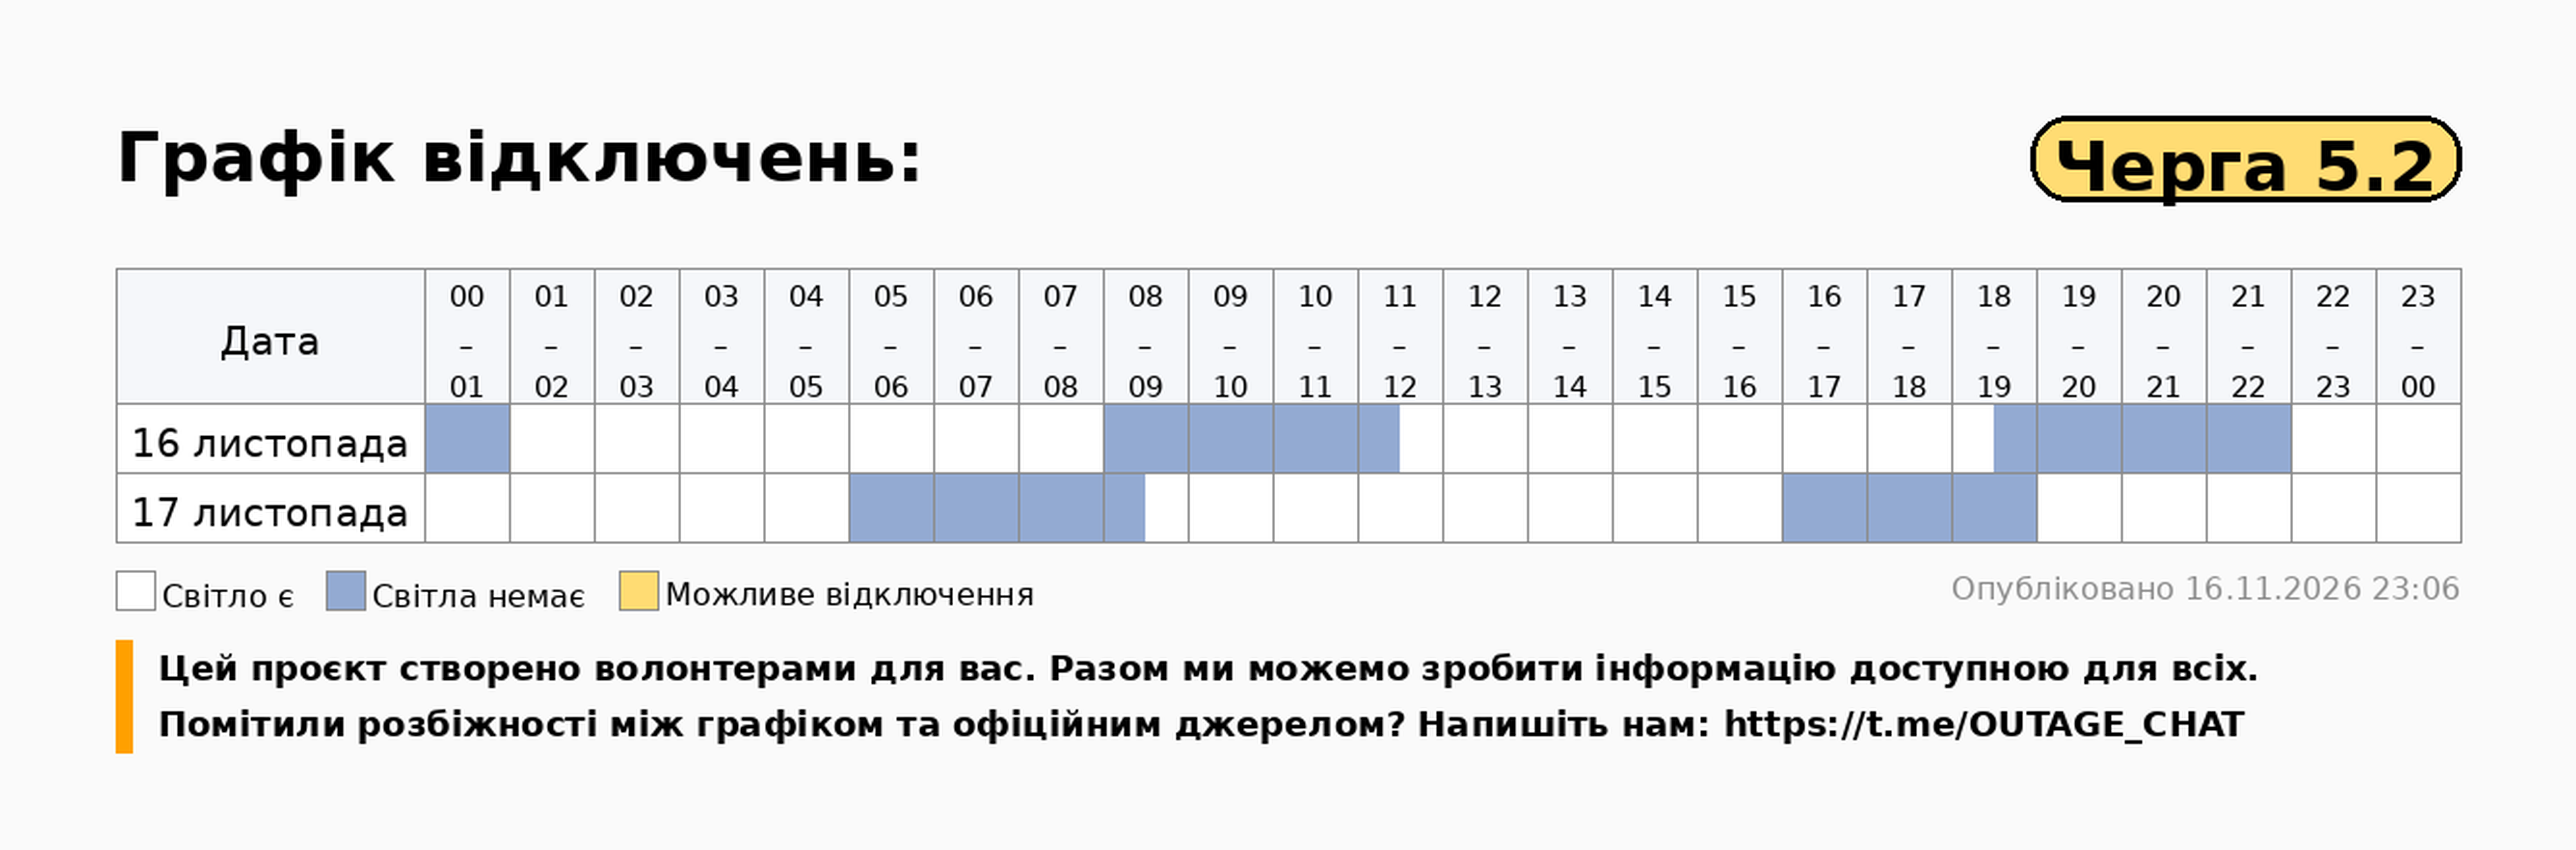 Графік відключень:
Черга 5.2
Дата
00 – 01
01 – 02
02 – 03
03 – 04
04 – 05
05 – 06
06 – 07
07 – 08
08 – 09
09 – 10
10 – 11
11 – 12
12 – 13
13 – 14
14 – 15
15 – 16
16 – 17
17 – 18
18 – 19
19 – 20
20 – 21
21 – 22
22 – 23
23 – 00
16 листопада
17 листопада
Світло є
Світла немає
Можливе відключення
Опубліковано 16.11.2026 23:06
Цей проєкт створено волонтерами для вас. Разом ми можемо зробити інформацію доступною для всіх.
Помітили розбіжності між графіком та офіційним джерелом? Напишіть нам: https://t.me/OUTAGE_CHAT